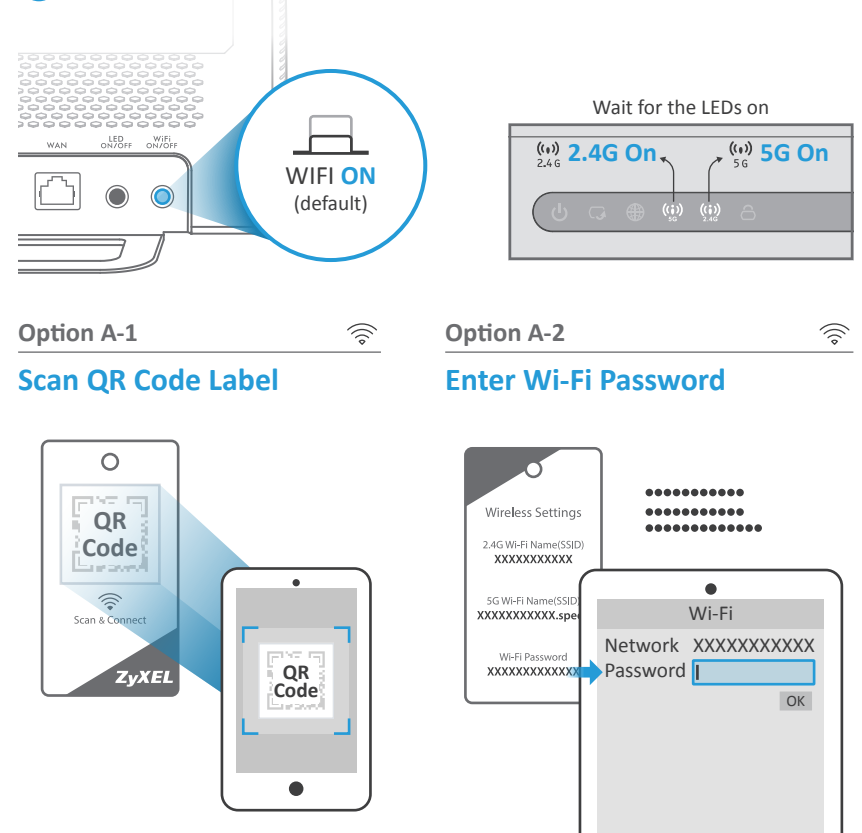 WAN
LED
ON/OFF
WiFi
ON/OFF
WIFI ON
(default)
Wait for the LEDs on
2.4 G
2.4G On
5 G
5G On
5G
2.4G
Option A-1
Scan QR Code Label
QR
Code
Scan & Connect
ZyXEL
QR
Code
Option A-2
Enter Wi-Fi Password
Wireless Settings
2.4G Wi-Fi Name(SSID)
XXXXXXXXXXX
5G Wi-Fi Name(SSID)
XXXXXXXXXXX.spe
Wi-Fi Password
XXXXXXXXXXXXX
Wi-Fi
Network XXXXXXXXXXX
Password
OK